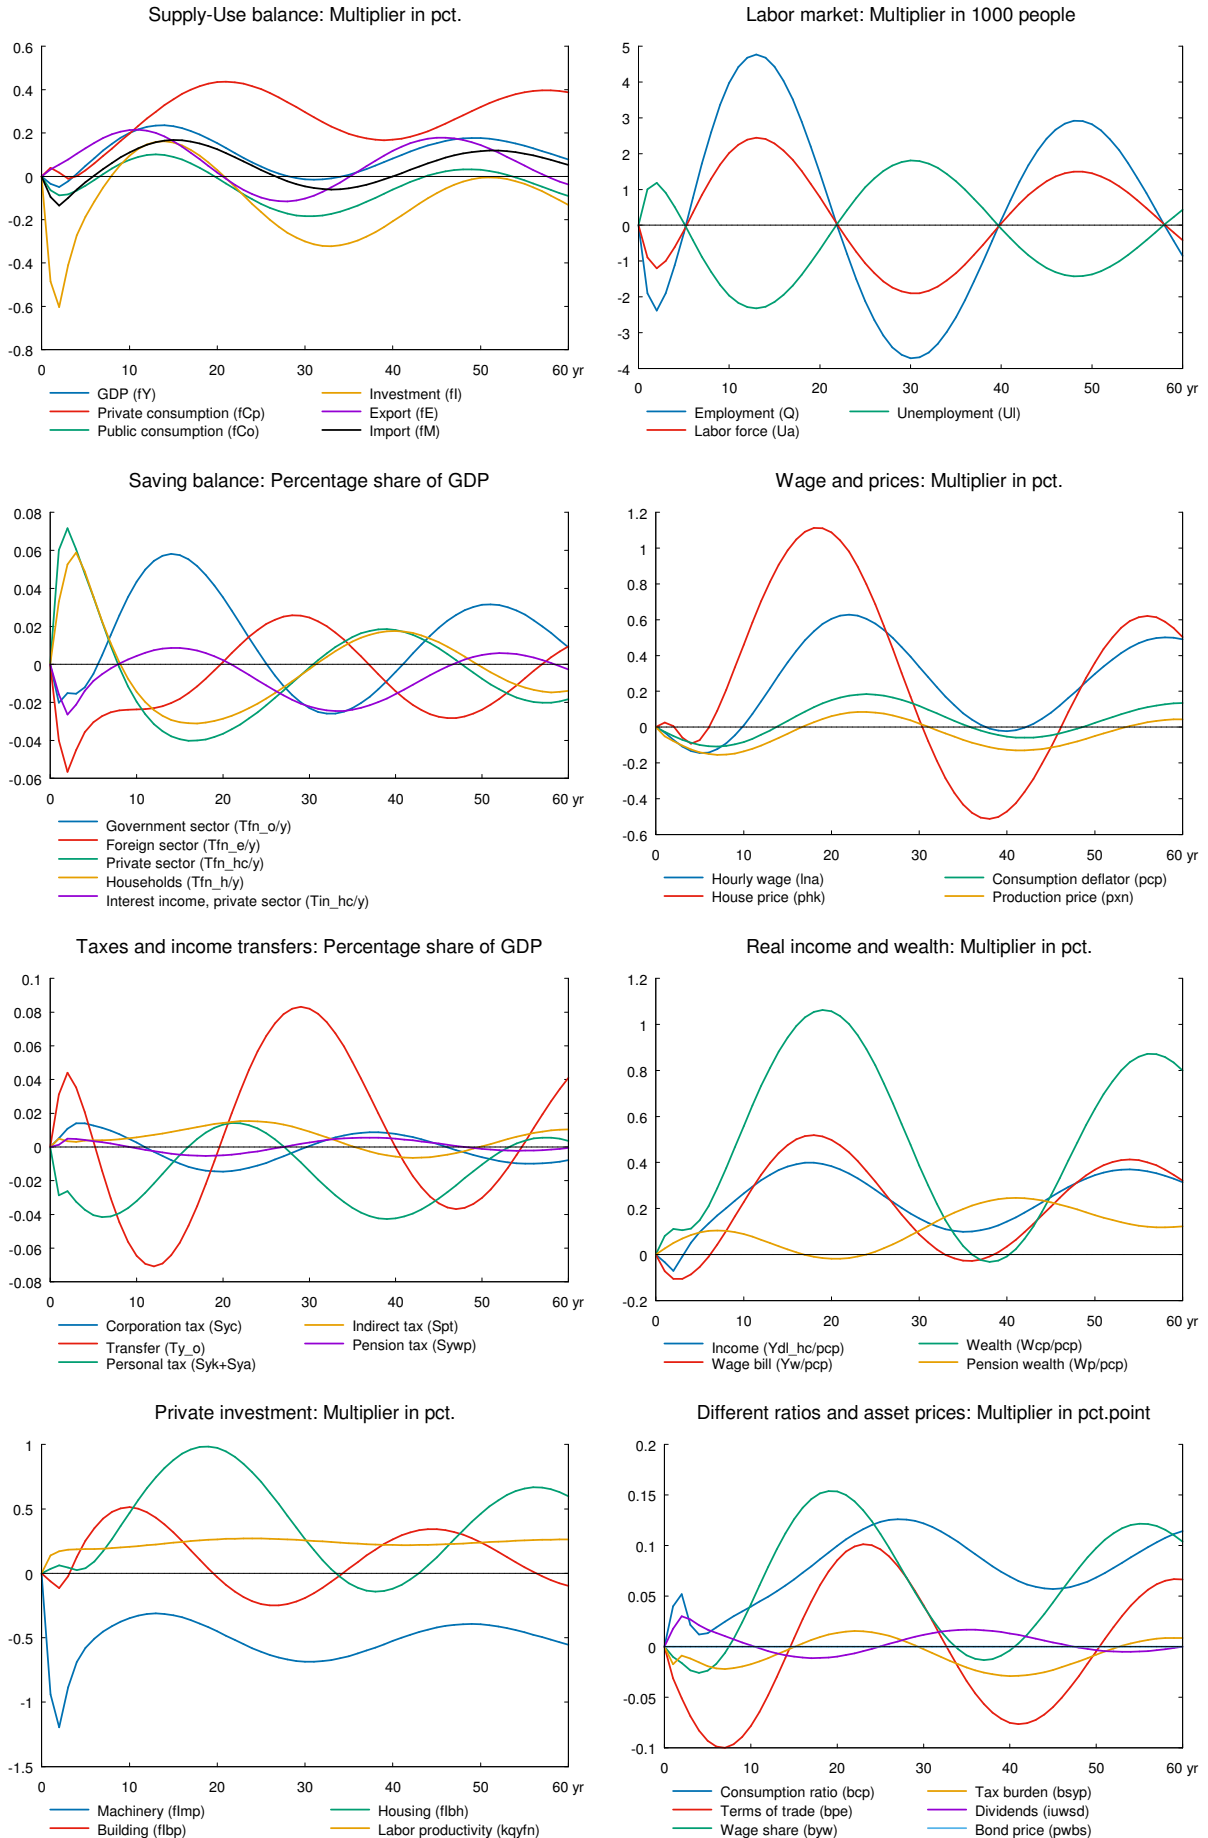 Supply-Use balance: Multiplier in pct.
0.6
0.4
0.2
0
-0.2
-0.4
-0.6
-0.8
0 10 20 30 40 50 60 yr
GDP (fY) Investment (fI)
Private consumption (fCp) Export (fE)
Public consumption (fCo) Import (fM)
Labor market: Multiplier in 1000 people
5
4
3
2
1
0
-1
-2
-3
-4
0 10 20 30 40 50 60 yr
Employment (Q) Unemployment (Ul)
Labor force (Ua)
Saving balance: Percentage share of GDP
0.08
0.06
0.04
0.02
0
-0.02
-0.04
-0.06
0 10 20 30 40 50 60 yr
Government sector (Tfn_o/y)
Foreign sector (Tfn_e/y)
Private sector (Tfn_hc/y)
Households (Tfn_h/y)
Interest income, private sector (Tin_hc/y)
Wage and prices: Multiplier in pct.
1.2
1
0.8
0.6
0.4
0.2
0
-0.2
-0.4
-0.6
0 10 20 30 40 50 60 yr
Hourly wage (lna) Consumption deflator (pcp)
House price (phk) Production price (pxn)
Taxes and income transfers: Percentage share of GDP
0.1
0.08
0.06
0.04
0.02
0
-0.02
-0.04
-0.06
-0.08
0 10 20 30 40 50 60 yr
Corporation tax (Syc) Indirect tax (Spt)
Transfer (Ty_o) Pension tax (Sywp)
Personal tax (Syk+Sya)
Real income and wealth: Multiplier in pct.
1.2
1
0.8
0.6
0.4
0.2
0
-0.2
0 10 20 30 40 50 60 yr
Income (Ydl_hc/pcp) Wealth (Wcp/pcp)
Wage bill (Yw/pcp) Pension wealth (Wp/pcp)
Private investment: Multiplier in pct.
1
0.5
0
-0.5
-1
-1.5
0 10 20 30 40 50 60 yr
Machinery (fImp) Housing (fIbh)
Building (fIbp) Labor productivity (kqyfn)
Different ratios and asset prices: Multiplier in pct.point
0.2
0.15
0.1
0.05
0
-0.05
-0.1
0 10 20 30 40 50 60 yr
Consumption ratio (bcp) Tax burden (bsyp)
Terms of trade (bpe) Dividends (iuwsd)
Wage share (byw) Bond price (pwbs)